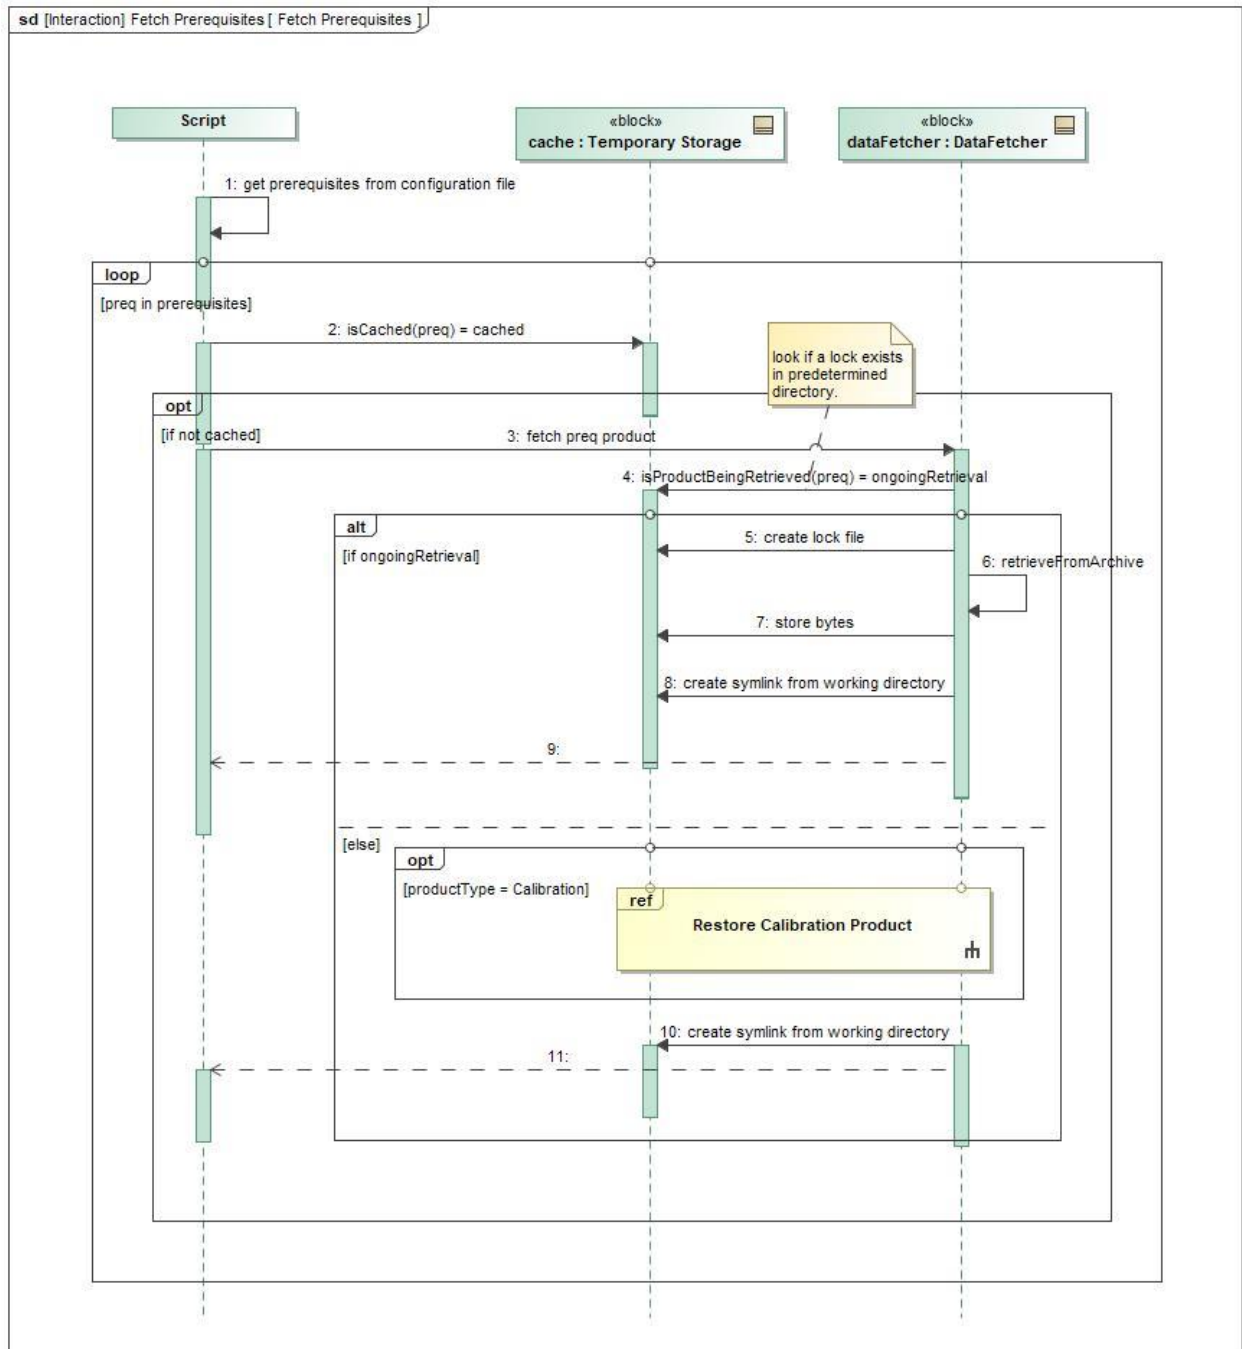 sd [Interaction] Fetch Prerequisites [ Fetch Prerequisites ]
Script
«block»
cache : Temporary Storage
«block»
dataFetcher : DataFetcher
1: get prerequisites from configuration file
loop
[preq in prerequisites]
2: isCached(preq) = cached
look if a lock exists
in predetermined
directory.
opt
[if not cached]
3: fetch preq product
4: isProductBeingRetrieved(preq) = ongoingRetrieval
alt
[if ongoingRetrieval]
5: create lock file
6: retrieveFromArchive
7: store bytes
8: create symlink from working directory
9:
[else]
opt
[productType = Calibration]
ref
Restore Calibration Product
10: create symlink from working directory
11: